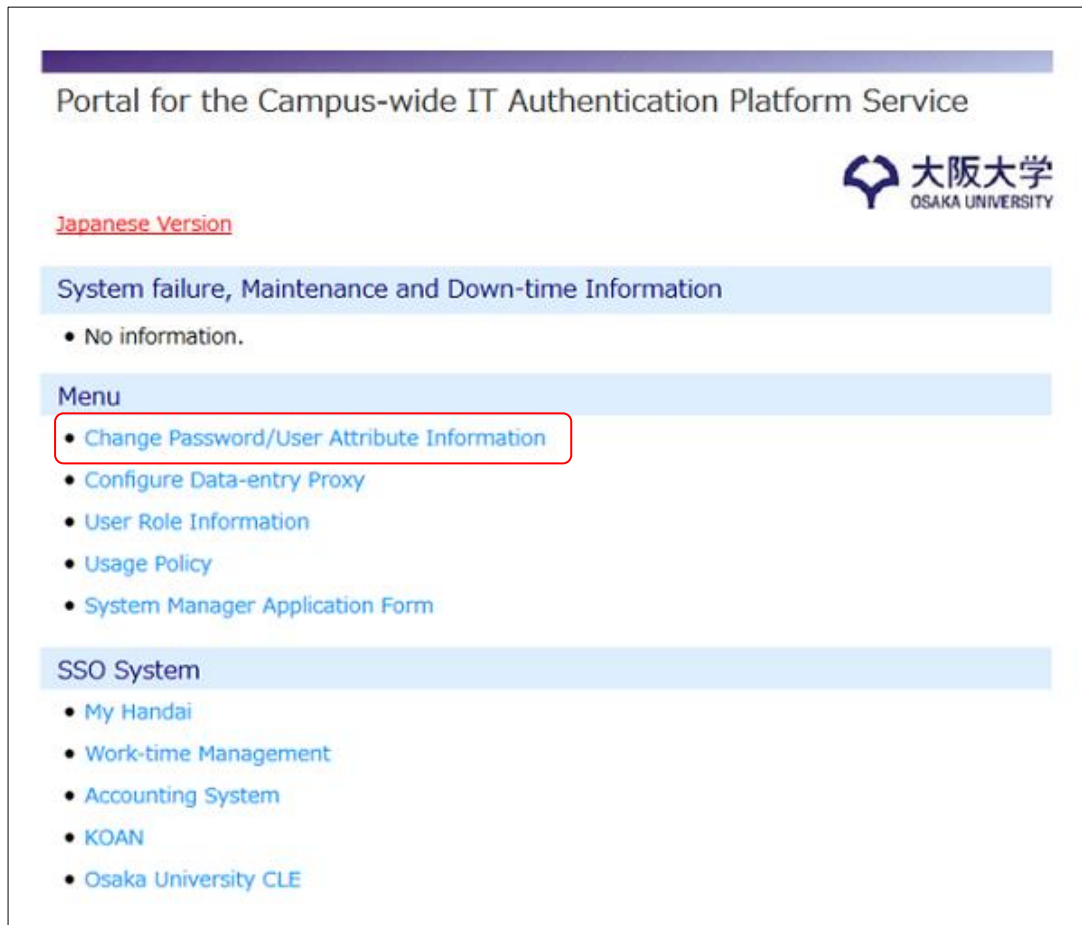 Portal for the Campus-wide IT Authentication Platform Service
大阪大学
OSAKA UNIVERSITY
Japanese Version
System failure, Maintenance and Down-time Information
• No information.
Menu
• Change Password/User Attribute Information
• Configure Data-entry Proxy
• User Role Information
• Usage Policy
• System Manager Application Form
SSO System
• My Handai
• Work-time Management
• Accounting System
• KOAN
• Osaka University CLE